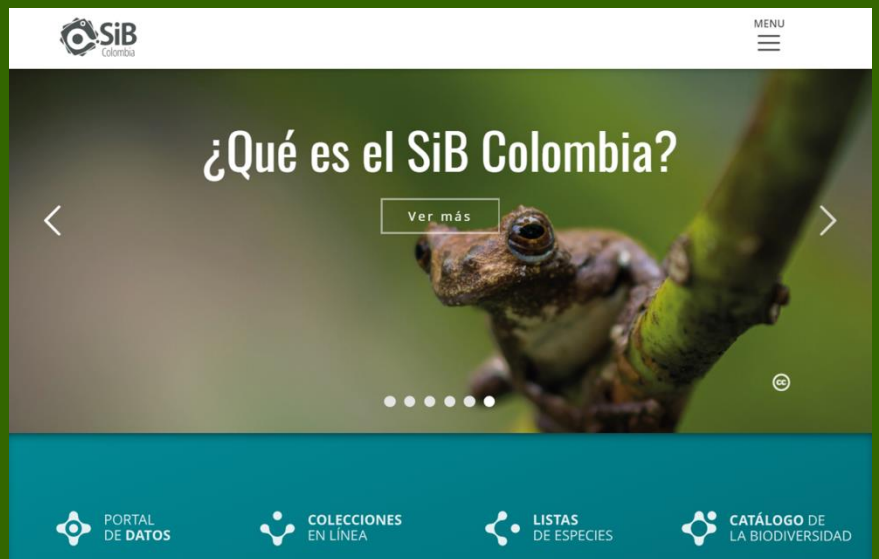 SiB
Colombia
MENU
¿Qué es el SiB Colombia?
Ver más
cc
PORTAL
DE DATOS
COLECCIONES
EN LÍNEA
LISTAS
DE ESPECIES
CATÁLOGO DE
LA BIODIVERSIDAD